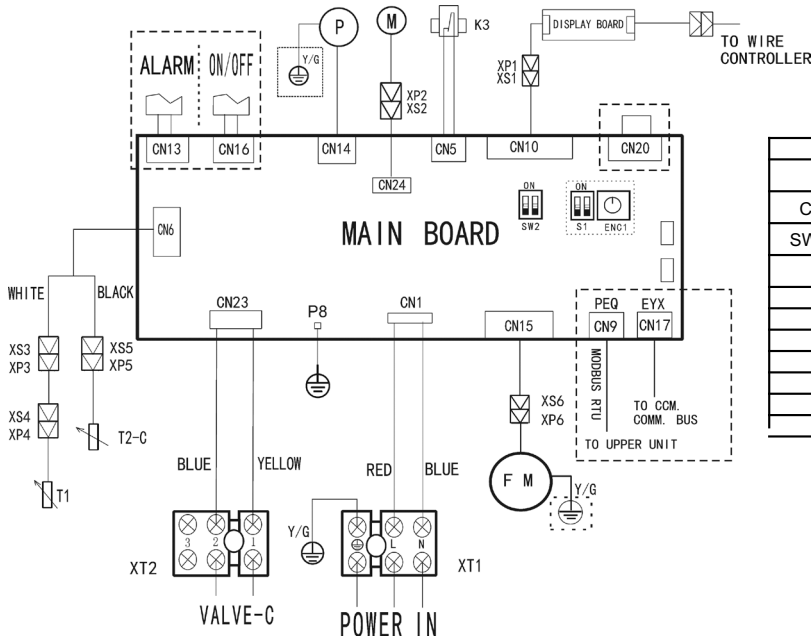 P
M
K3
DISPLAY BOARD
TO WIRE
CONTROLLER
ALARM
ON/OFF
Y/G
XP2
XS2
XP1
XS1
CN13
CN16
CN14
CN5
CN10
CN20
CN24
CN6
MAIN BOARD
ON
SW2
ON
S1
ENC1
C
SW
WHITE
BLACK
CN23
P8
CN1
CN15
PEQ
CN9
EYX
CN17
XS3
XP3
XS5
XP5
XS4
XP4
T2-C
T1
MODBUS RTU
TO CCM.
COMM. BUS
TO UPPER UNIT
XS6
XP6
BLUE
YELLOW
RED
BLUE
F M
Y/G
Y/G
3
2
1
L
N
XT2
XT1
VALVE-C
POWER IN